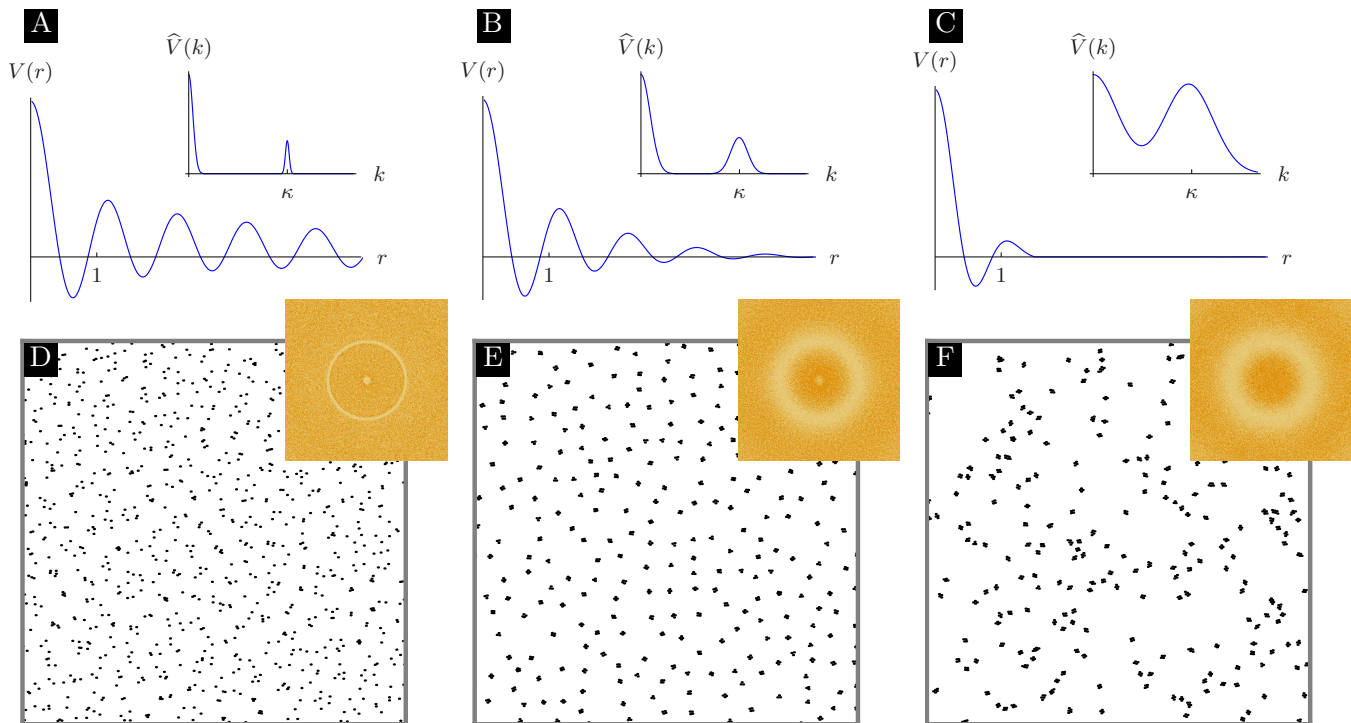 A
V(r)
V̂(k)
k
κ
r
1
B
V(r)
V̂(k)
k
κ
r
1
C
V(r)
V̂(k)
k
κ
r
1
D
E
F